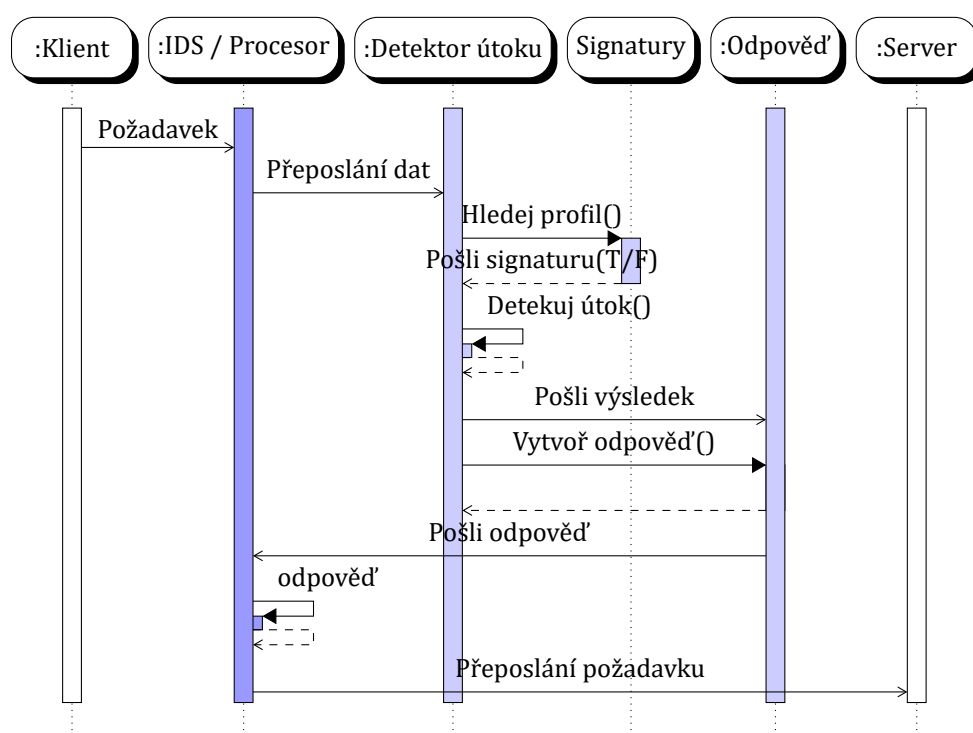 :Klient
:IDS / Procesor
:Detektor útoku
Signatury
:Odpověď
:Server
Požadavek
Přeposlání dat
Hledej profil()
Pošli signaturu(T/F)
Detekuj útok()
Pošli výsledek
Vytvoř odpověď()
Pošli odpověď
odpověď
Přeposlání požadavku